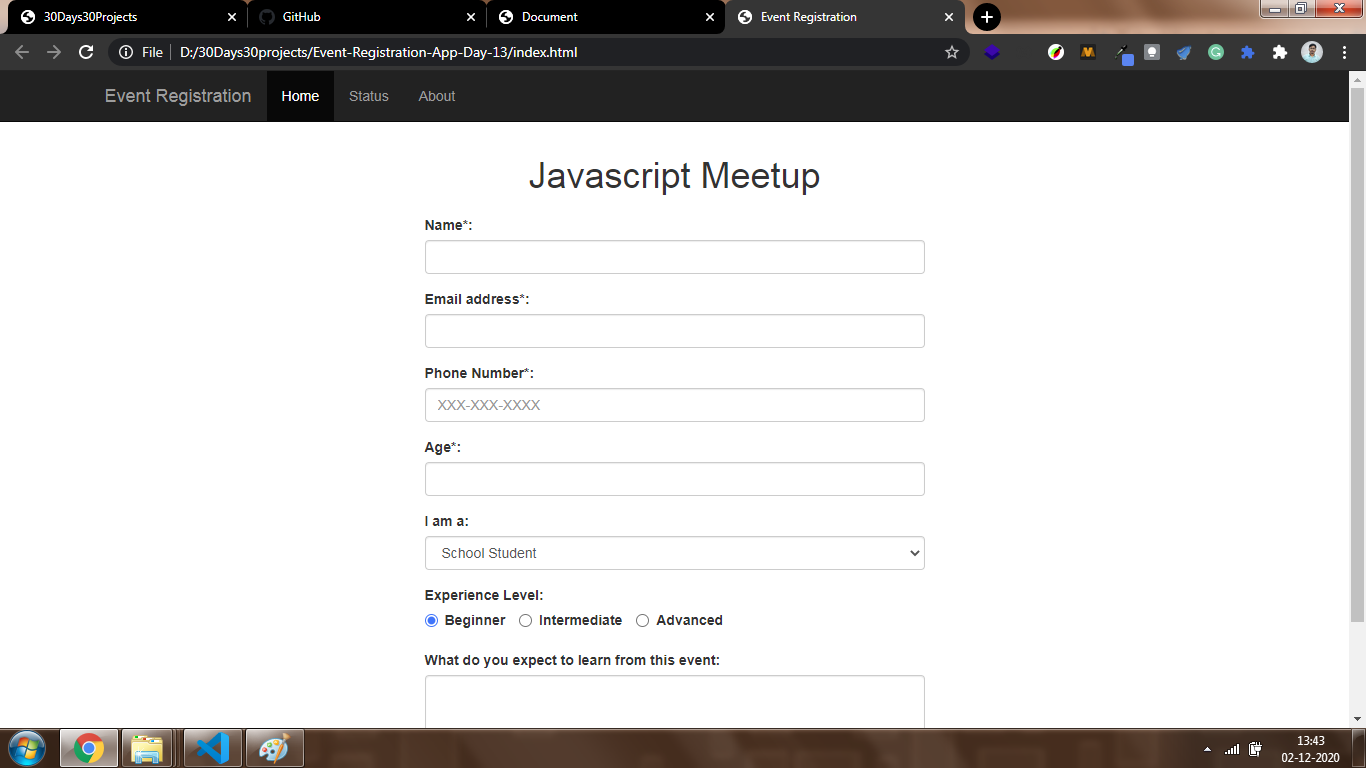 30Days30Projects GitHub Document Event Registration
File D:/30Days30projects/Event-Registration-App-Day-13/index.html
Event Registration Home Status About
Javascript Meetup
Name*:
Email address*:
Phone Number*:
XXX-XXX-XXXX
Age*:
I am a:
School Student
Experience Level:
Beginner Intermediate Advanced
What do you expect to learn from this event:
13:43
02-12-2020